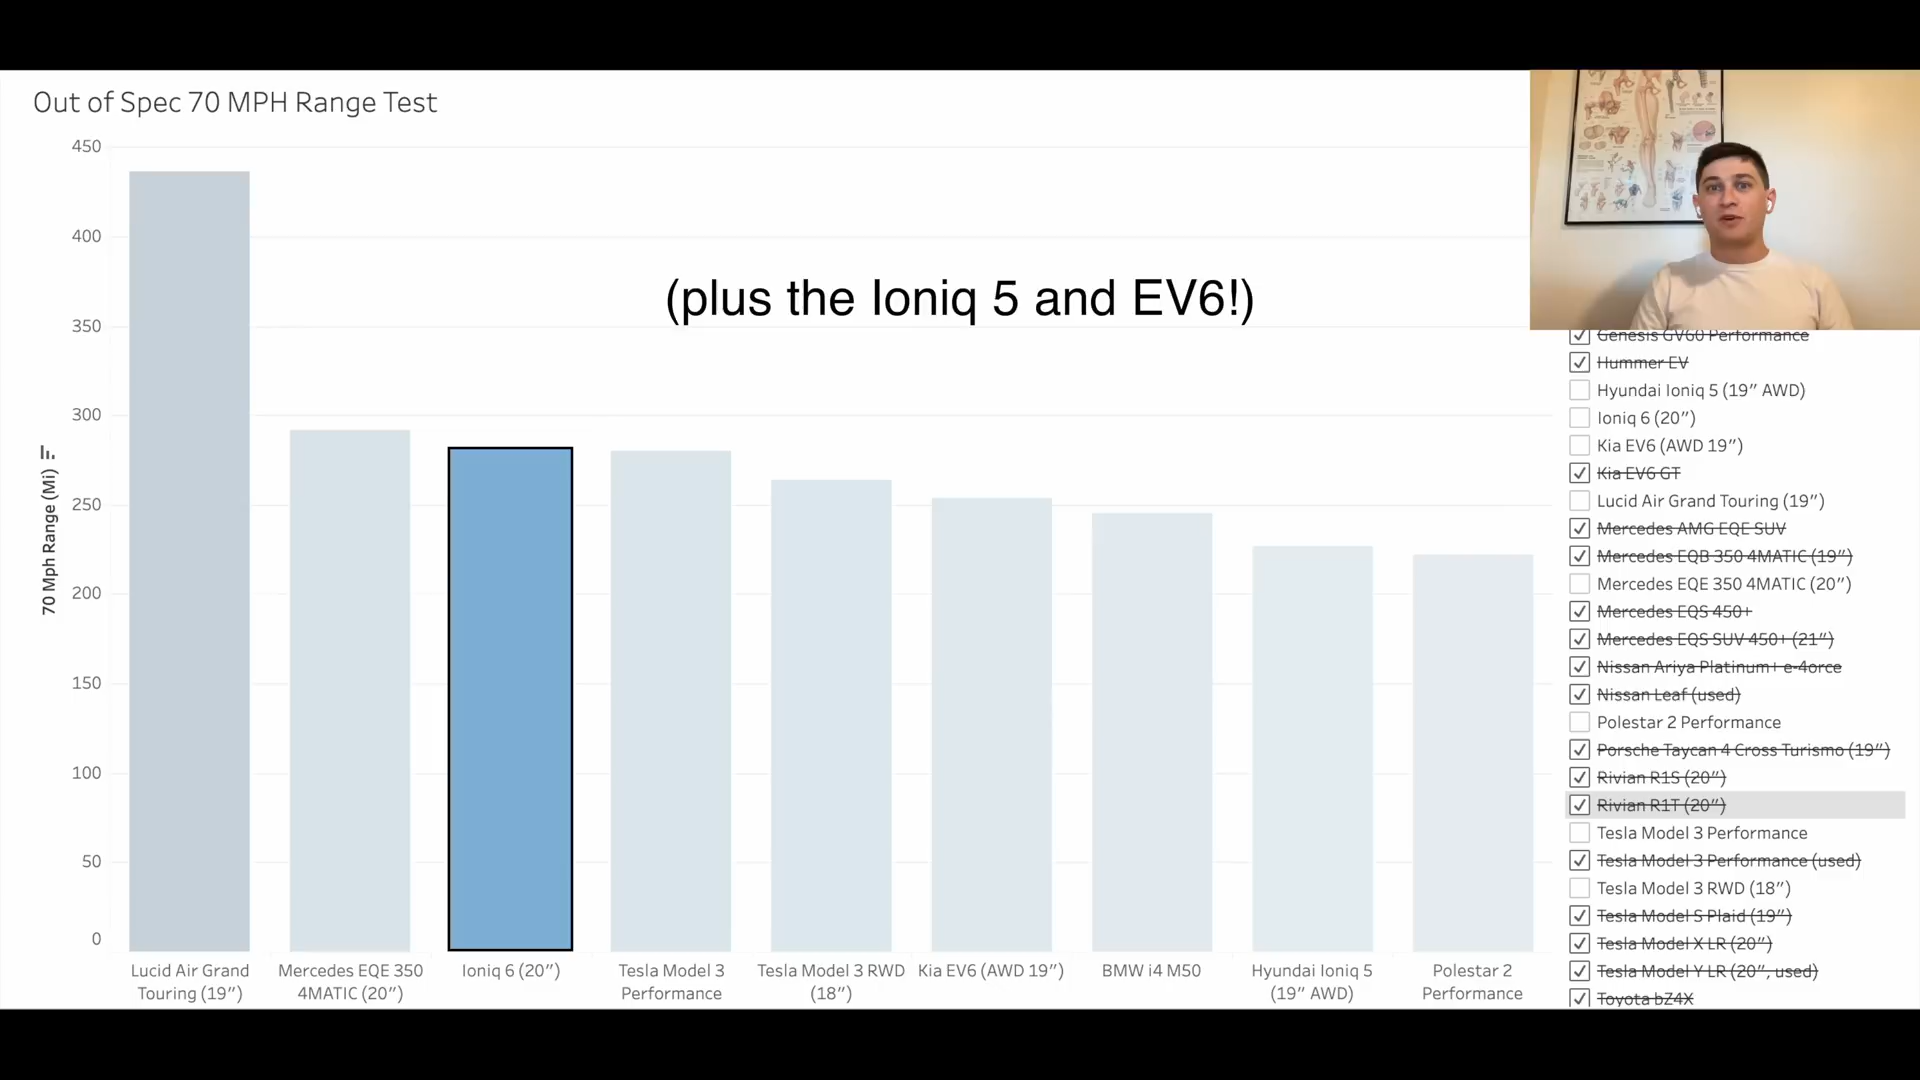 Out of Spec 70 MPH Range Test
450
400
350
300
250
200
150
100
50
0
70 Mph Range (Mi)
(plus the Ioniq 5 and EV6!)
Lucid Air Grand
Touring (19”)
Mercedes EQE 350
4MATIC (20”)
Ioniq 6 (20”)
Tesla Model 3
Performance
Tesla Model 3 RWD
(18”)
Kia EV6 (AWD 19”)
BMW i4 M50
Hyundai Ioniq 5
(19” AWD)
Polestar 2
Performance
Genesis GV60 Performance
Hummer EV
Hyundai Ioniq 5 (19” AWD)
Ioniq 6 (20”)
Kia EV6 (AWD 19”)
Kia EV6 GT
Lucid Air Grand Touring (19”)
Mercedes AMG EQE SUV
Mercedes EQB 350 4MATIC (19”)
Mercedes EQE 350 4MATIC (20”)
Mercedes EQS 450+
Mercedes EQS SUV 450+ (21”)
Nissan Ariya Platinum+ e-4orce
Nissan Leaf (used)
Polestar 2 Performance
Porsche Taycan 4 Cross Turismo (19”)
Rivian R1S (20”)
Rivian R1T (20”)
Tesla Model 3 Performance
Tesla Model 3 Performance (used)
Tesla Model 3 RWD (18”)
Tesla Model S Plaid (19”)
Tesla Model X LR (20”)
Tesla Model Y LR (20”, used)
Toyota bZ4X